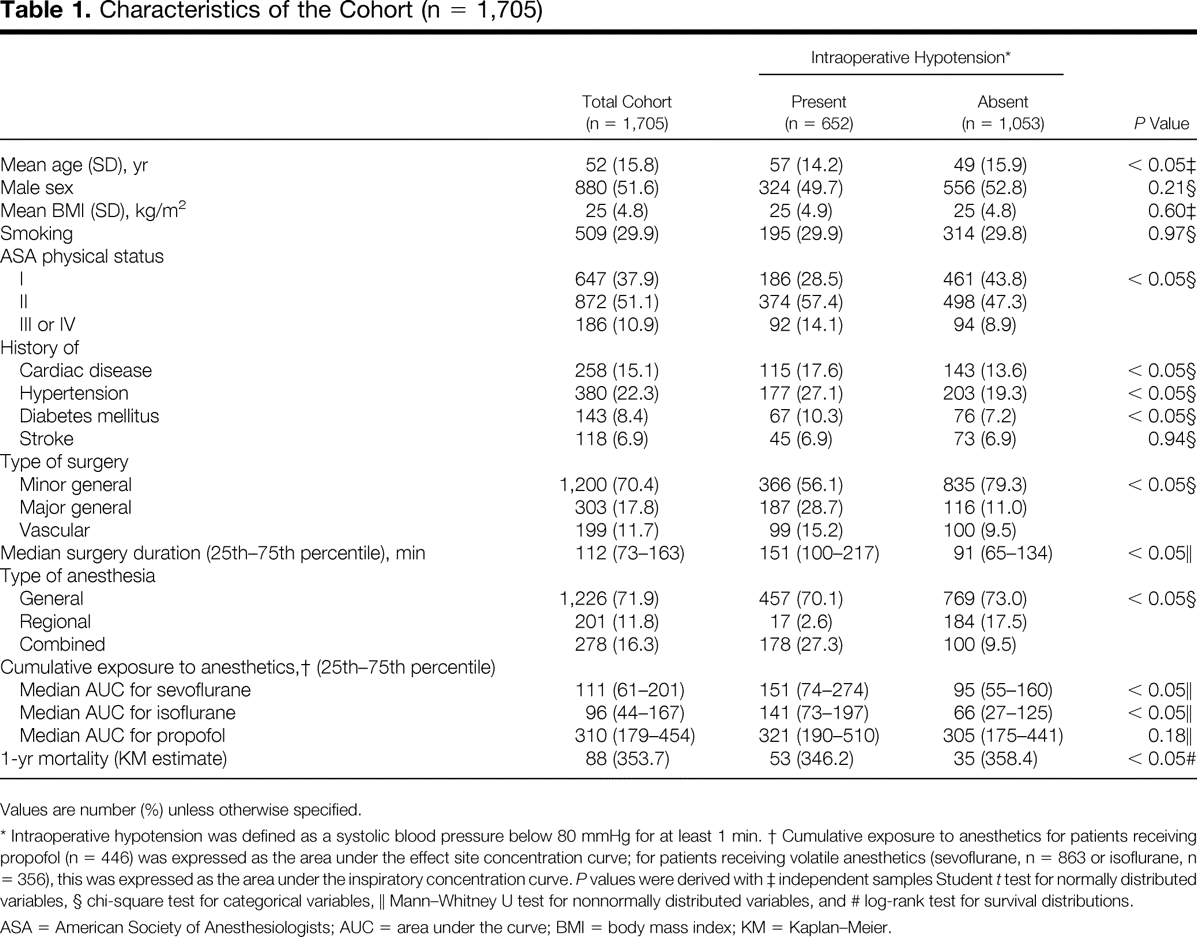 Table 1. Characteristics of the Cohort (n = 1,705)
Intraoperative Hypotension*
Total Cohort (n = 1,705) Present (n = 652) Absent (n = 1,053) P Value
Mean age (SD), yr 52 (15.8) 57 (14.2) 49 (15.9) < 0.05‡
Male sex 880 (51.6) 324 (49.7) 556 (52.8) 0.21§
Mean BMI (SD), kg/m2 25 (4.8) 25 (4.9) 25 (4.8) 0.60‡
Smoking 509 (29.9) 195 (29.9) 314 (29.8) 0.97§
ASA physical status
I 647 (37.9) 186 (28.5) 461 (43.8) < 0.05§
II 872 (51.1) 374 (57.4) 498 (47.3)
III or IV 186 (10.9) 92 (14.1) 94 (8.9)
History of
Cardiac disease 258 (15.1) 115 (17.6) 143 (13.6) < 0.05§
Hypertension 380 (22.3) 177 (27.1) 203 (19.3) < 0.05§
Diabetes mellitus 143 (8.4) 67 (10.3) 76 (7.2) < 0.05§
Stroke 118 (6.9) 45 (6.9) 73 (6.9) 0.94§
Type of surgery
Minor general 1,200 (70.4) 366 (56.1) 835 (79.3) < 0.05§
Major general 303 (17.8) 187 (28.7) 116 (11.0)
Vascular 199 (11.7) 99 (15.2) 100 (9.5)
Median surgery duration (25th–75th percentile), min 112 (73–163) 151 (100–217) 91 (65–134) < 0.05‖
Type of anesthesia
General 1,226 (71.9) 457 (70.1) 769 (73.0) < 0.05§
Regional 201 (11.8) 17 (2.6) 184 (17.5)
Combined 278 (16.3) 178 (27.3) 100 (9.5)
Cumulative exposure to anesthetics,† (25th–75th percentile)
Median AUC for sevoflurane 111 (61–201) 151 (74–274) 95 (55–160) < 0.05‖
Median AUC for isoflurane 96 (44–167) 141 (73–197) 66 (27–125) < 0.05‖
Median AUC for propofol 310 (179–454) 321 (190–510) 305 (175–441) 0.18‖
1-yr mortality (KM estimate) 88 (353.7) 53 (346.2) 35 (358.4) < 0.05#
Values are number (%) unless otherwise specified.
* Intraoperative hypotension was defined as a systolic blood pressure below 80 mmHg for at least 1 min. † Cumulative exposure to anesthetics for patients receiving
propofol (n = 446) was expressed as the area under the effect site concentration curve; for patients receiving volatile anesthetics (sevoflurane, n = 863 or isoflurane, n
= 356), this was expressed as the area under the inspiratory concentration curve. P values were derived with ‡ independent samples Student t test for normally distributed
variables, § chi-square test for categorical variables, ‖ Mann–Whitney U test for nonnormally distributed variables, and # log-rank test for survival distributions.
ASA = American Society of Anesthesiologists; AUC = area under the curve; BMI = body mass index; KM = Kaplan–Meier.